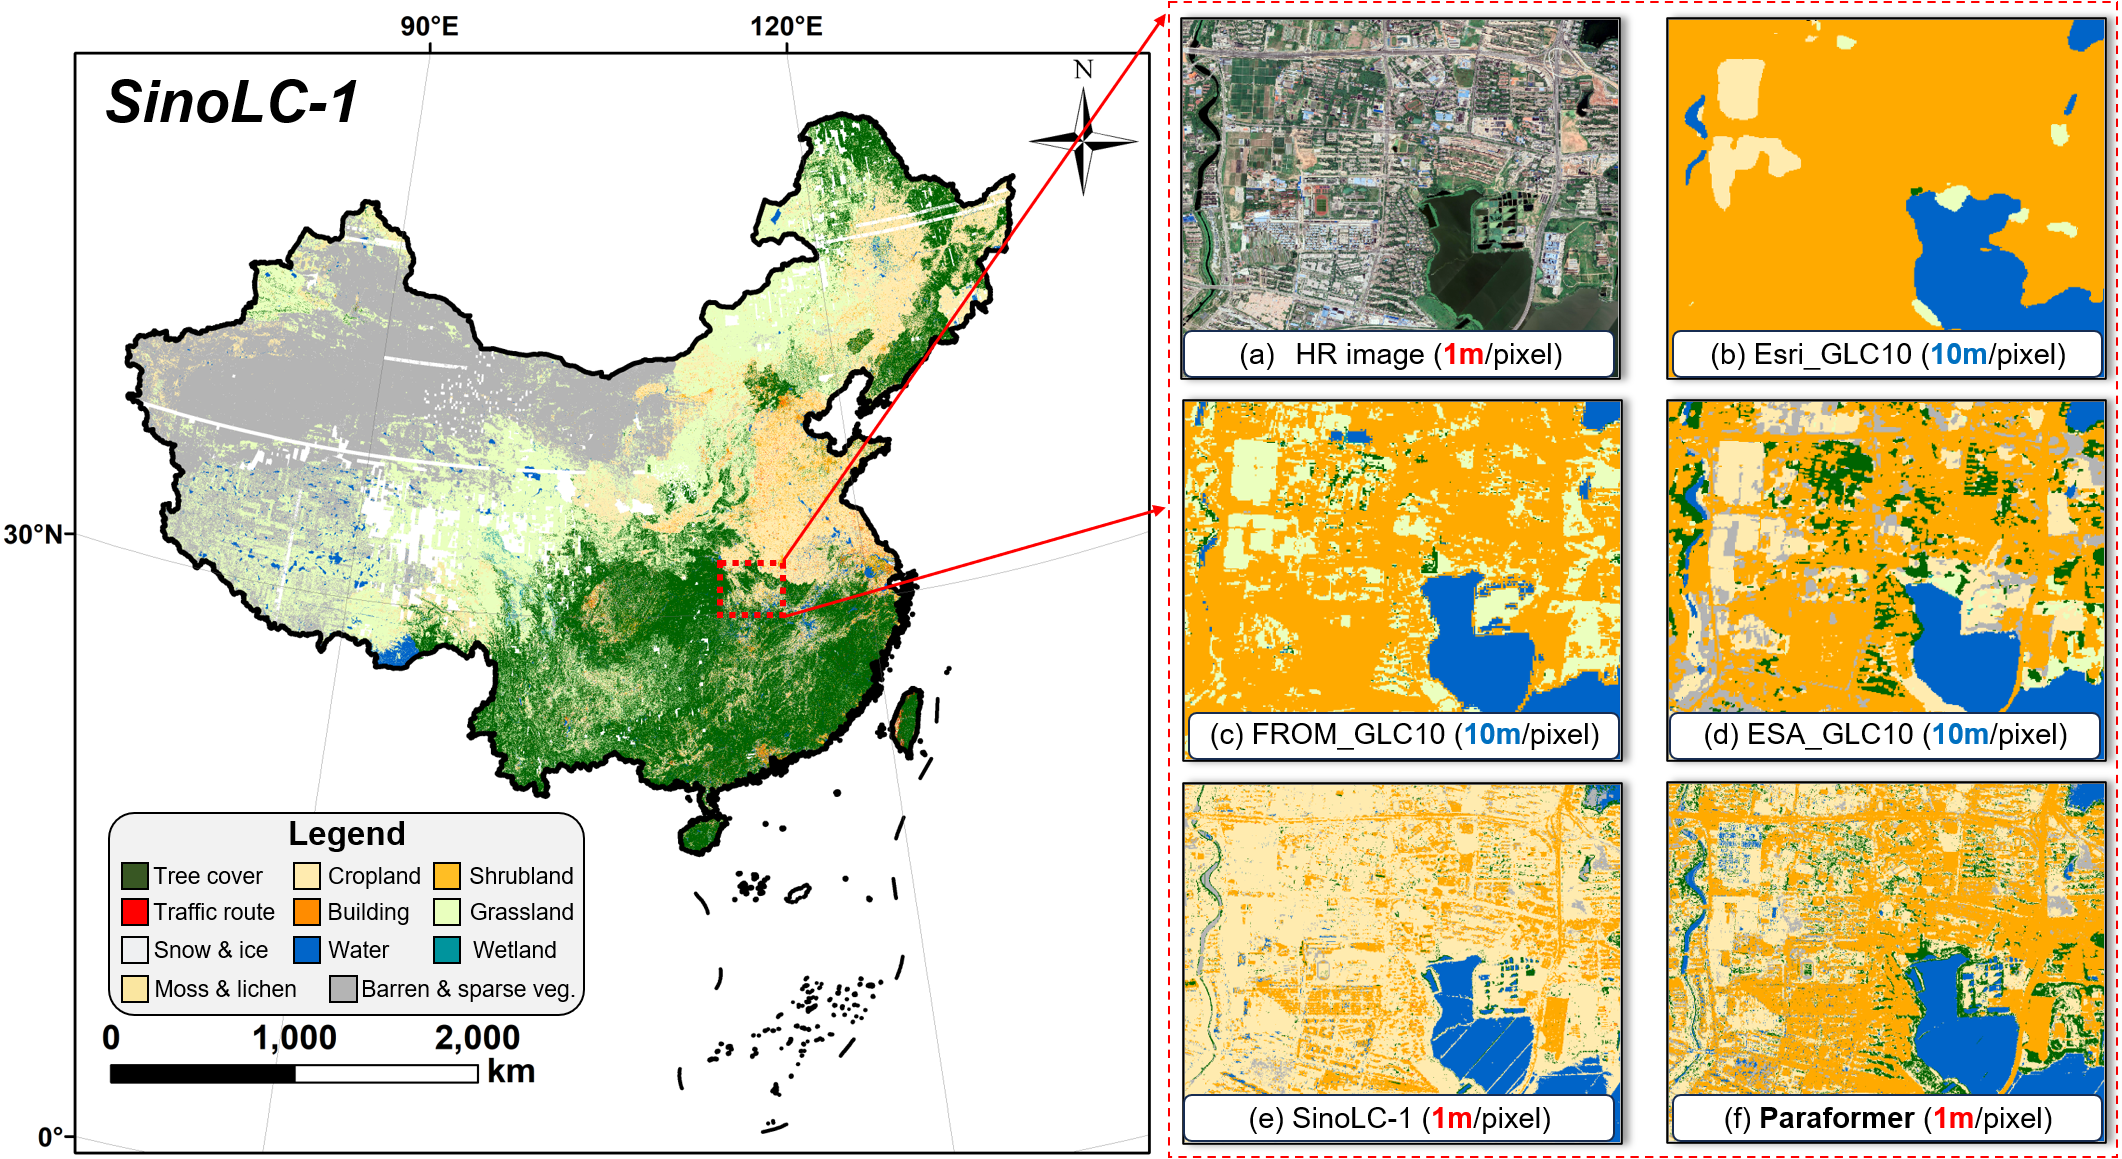 90°E
120°E
SinoLC-1
N
30°N
0°
Legend
Tree cover
Cropland
Shrubland
Traffic route
Building
Grassland
Snow & ice
Water
Wetland
Moss & lichen
Barren & sparse veg.
0
1,000
2,000
km
(a) HR image (1m/pixel)
(b) Esri_GLC10 (10m/pixel)
(c) FROM_GLC10 (10m/pixel)
(d) ESA_GLC10 (10m/pixel)
(e) SinoLC-1 (1m/pixel)
(f) Paraformer (1m/pixel)